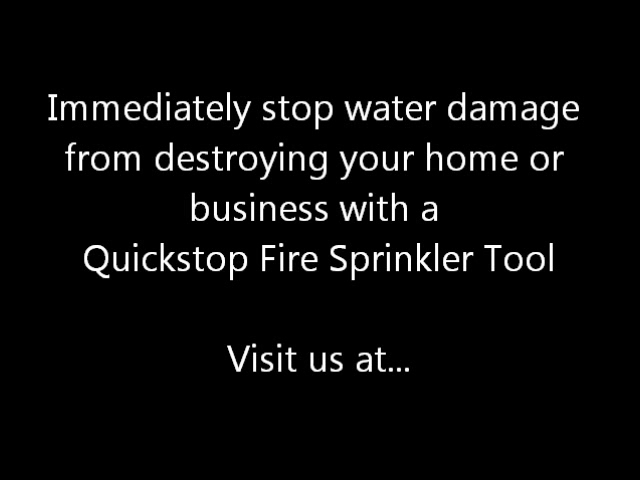 Immediately stop water damage
from destroying your home or
business with a
Quickstop Fire Sprinkler Tool
Visit us at...